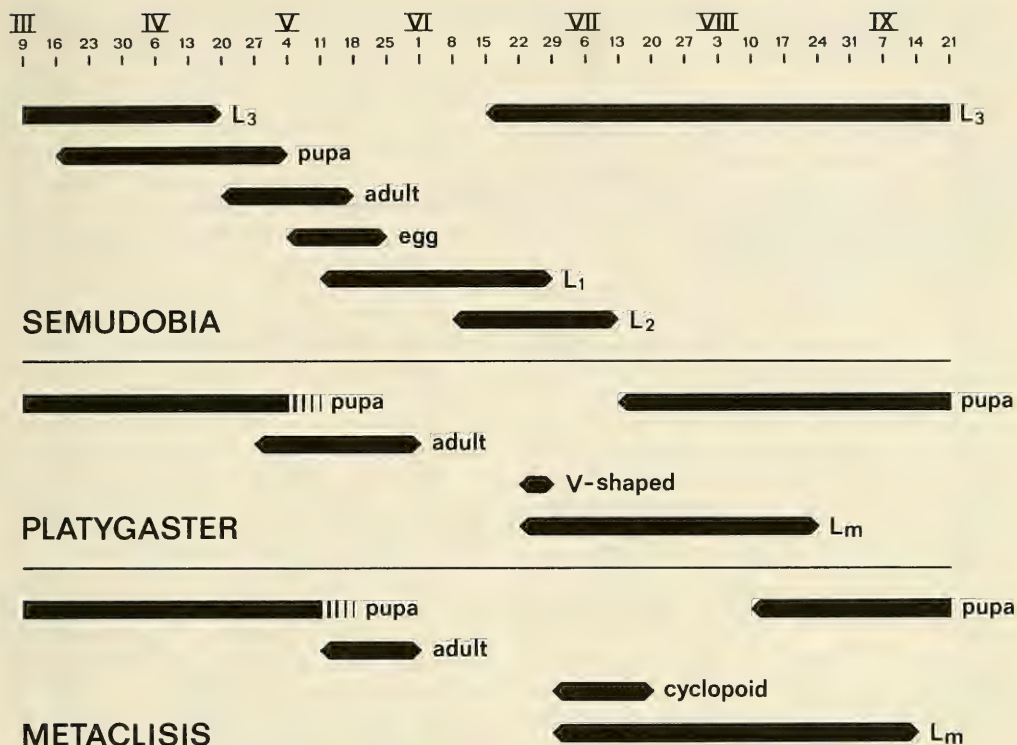 III IV V VI VII VIII IX
9 16 23 30 6 13 20 27 4 11 18 25 1 8 15 22 29 6 13 20 27 3 10 17 24 31 7 14 21
L3 L3
pupa
adult
egg
L1
L2
SEMUDOBIA
pupa pupa
adult
V-shaped
PLATYGASTER
Lm
pupa pupa
adult
cyclopoid
METACLISIS
Lm